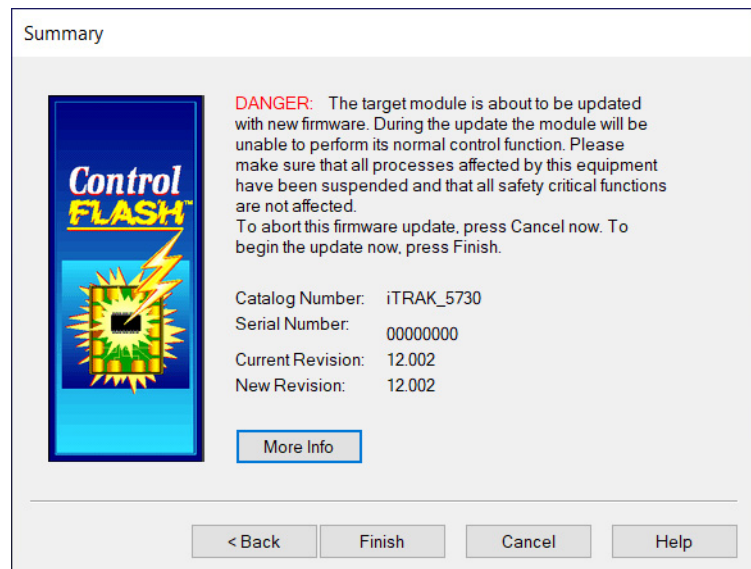 Summary
Control
FLASH™
DANGER: The target module is about to be updated
with new firmware. During the update the module will be
unable to perform its normal control function. Please
make sure that all processes affected by this equipment
have been suspended and that all safety critical functions
are not affected.
To abort this firmware update, press Cancel now. To
begin the update now, press Finish.
Catalog Number: iTRAK_5730
Serial Number: 00000000
Current Revision: 12.002
New Revision: 12.002
More Info
< Back Finish Cancel Help